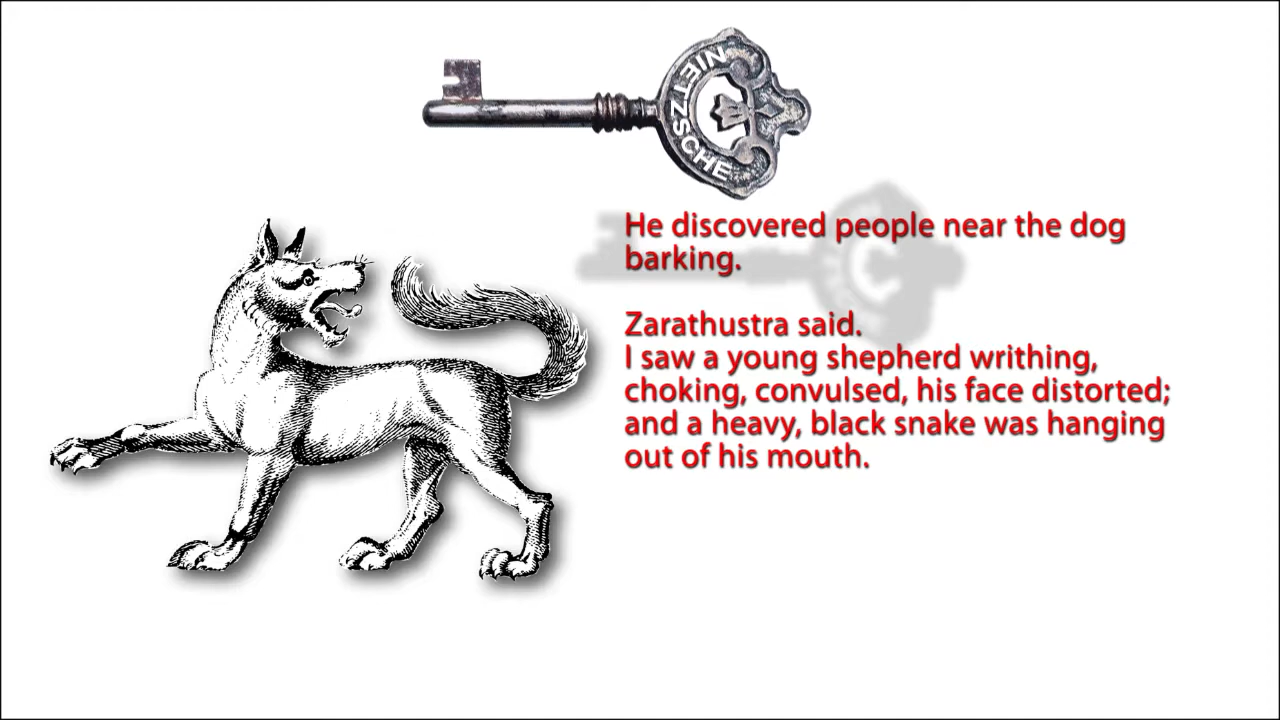 NIETZSCHE
He discovered people near the dog
barking.
Zarathustra said.
I saw a young shepherd writhing,
choking, convulsed, his face distorted;
and a heavy, black snake was hanging
out of his mouth.